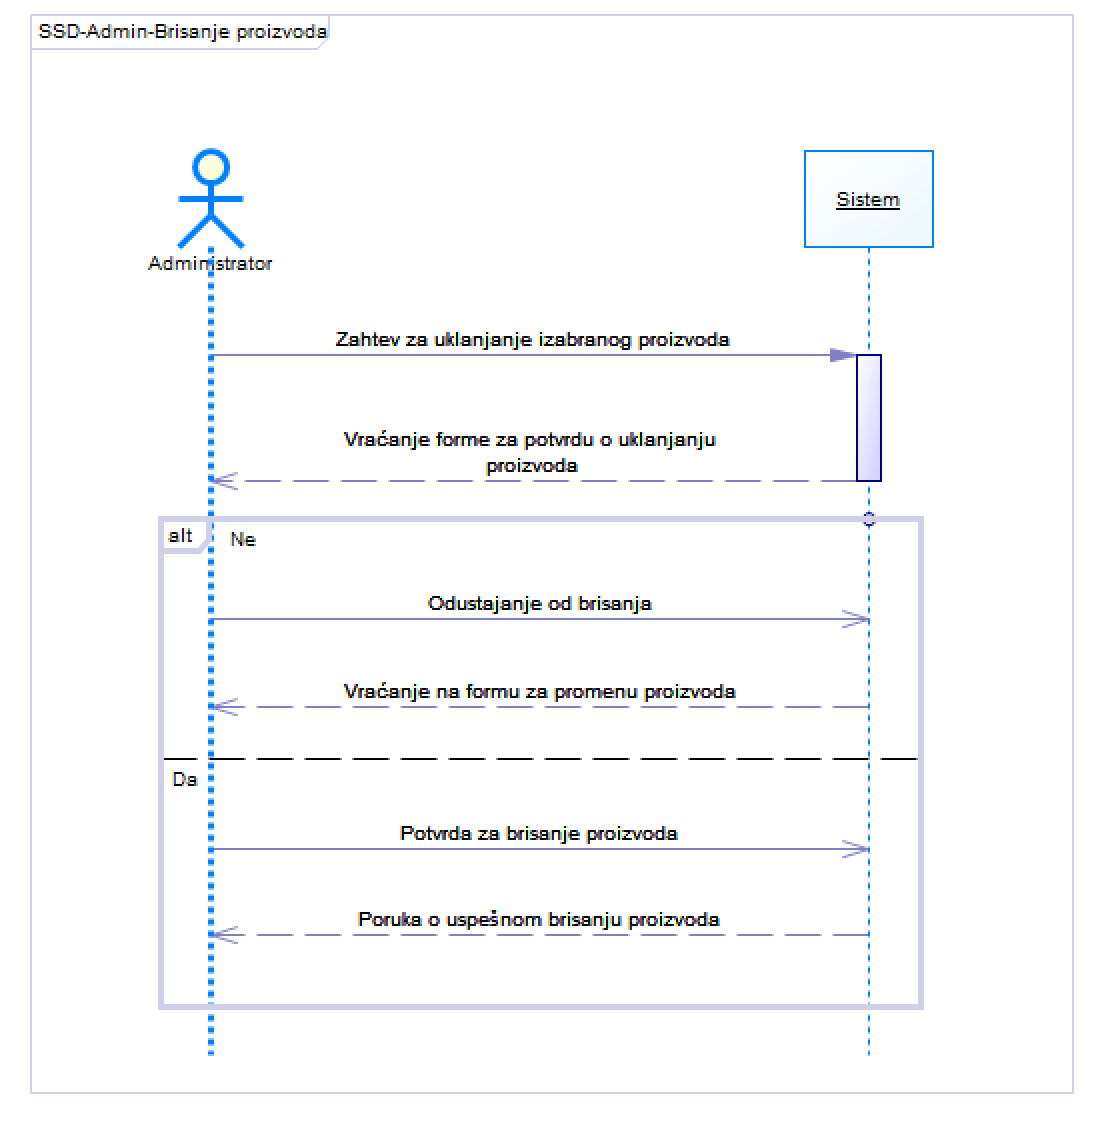 SSD-Admin-Brisanje proizvoda
Sistem
Administrator
Zahtev za uklanjanje izabranog proizvoda
Vraćanje forme za potvrdu o uklanjanju
proizvoda
alt
Ne
Odustajanje od brisanja
Vraćanje na formu za promenu proizvoda
Da
Potvrda za brisanje proizvoda
Poruka o uspešnom brisanju proizvoda